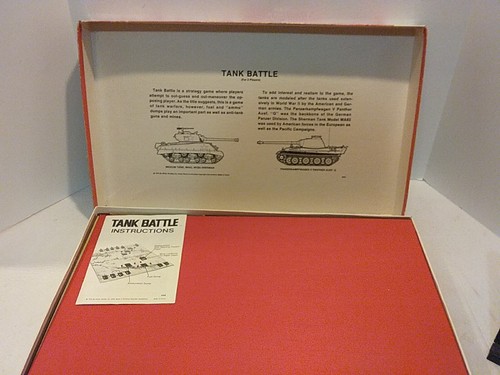 TANK BATTLE
(For 2 Players)
Tank Battle is a strategy game where players
attempt to out-guess and out-maneuver the op-
posing player. As the title suggests, this is a game
of tank warfare, however, fuel and "ammo"
dumps play an important part as well as anti-tank
guns and mines.
To add interest and realism to the game, the
tanks are modeled after the tanks used exten-
sively in World War II by the American and Ger-
man armies. The Panzerkampfwagen V Panther
Ausf. "G" was the backbone of the German
Panzer Division. The Sherman Tank Model M4A3
was used by American forces in the European as
well as the Pacific Campaigns.
TANK BATTLE
INSTRUCTIONS